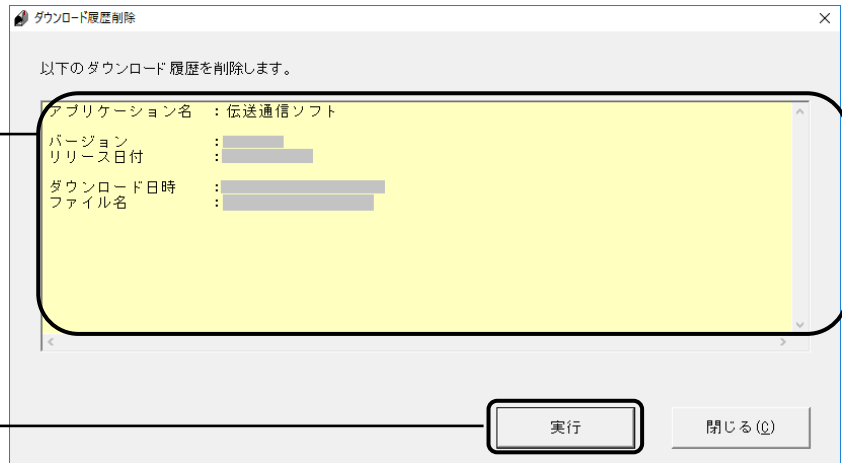 ダウンロード履歴削除
以下のダウンロード履歴を削除します。
アプリケーション名 :伝送通信ソフト
バージョン :
リリース日付 :
ダウンロード日時 :
ファイル名 :
実行
閉じる(C)